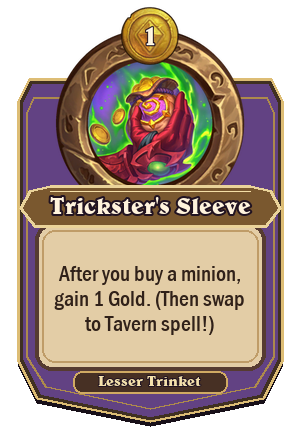 1
Trickster's Sleeve
After you buy a minion,
gain 1 Gold. (Then swap
to Tavern spell!)
Lesser Trinket